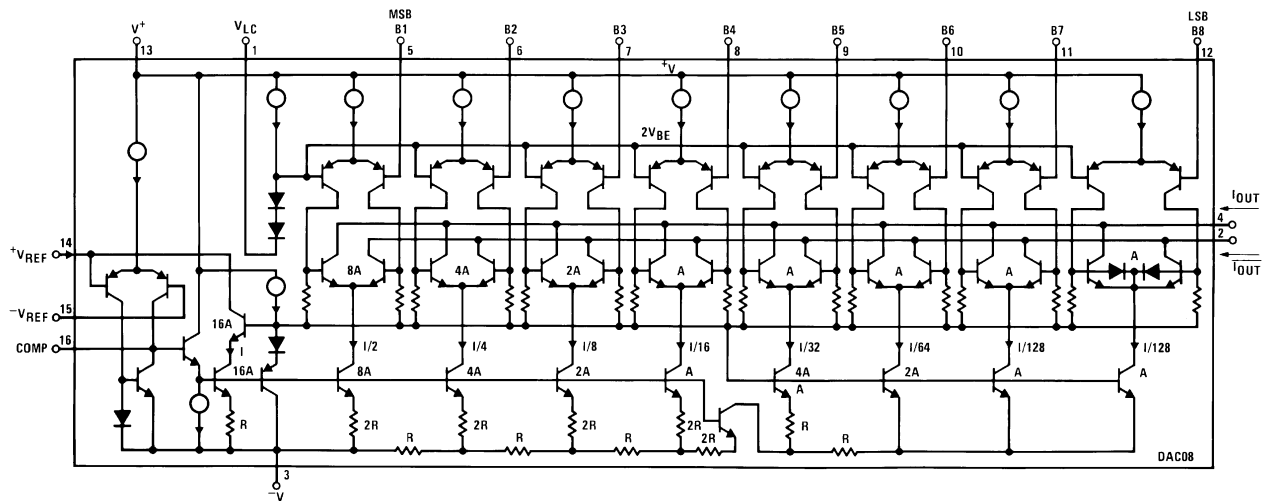 V+ VLC MSB B1 B2 B3 B4 B5 B6 B7 LSB B8
13 1 5 6 7 8 9 10 11 12
+V
2VBE
IOUT
4
2
IOUT
14
+VREF
8A 4A 2A A A A A A
15
−VREF
16A
16
COMP
I I/2 I/4 I/8 I/16 I/32 I/64 I/128 I/128
16A 8A 4A 2A A 4A 2A A A
A
R 2R 2R 2R 2R 2R R
R R R R
3
−V
DAC08